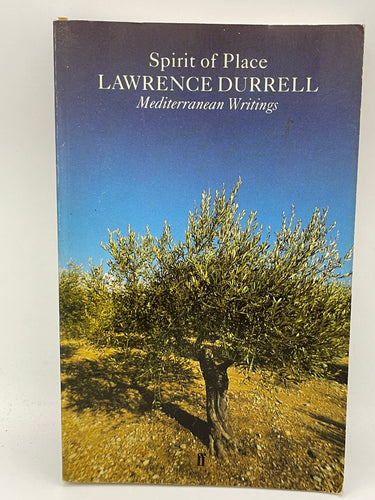 Spirit of Place
LAWRENCE DURRELL
Mediterranean Writings
ff